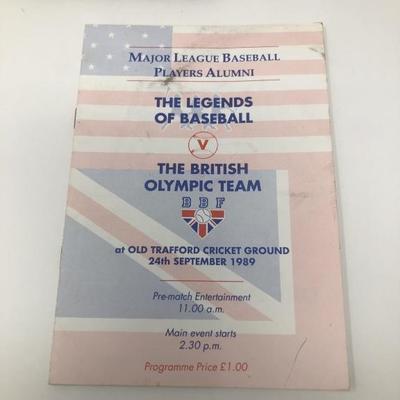 MAJOR LEAGUE BASEBALL
PLAYERS ALUMNI
THE LEGENDS
OF BASEBALL
V
THE BRITISH
OLYMPIC TEAM
B B F
at OLD TRAFFORD CRICKET GROUND
24th SEPTEMBER 1989
Pre-match Entertainment
11.00 a.m.
Main event starts
2.30 p.m.
Programme Price £1.00